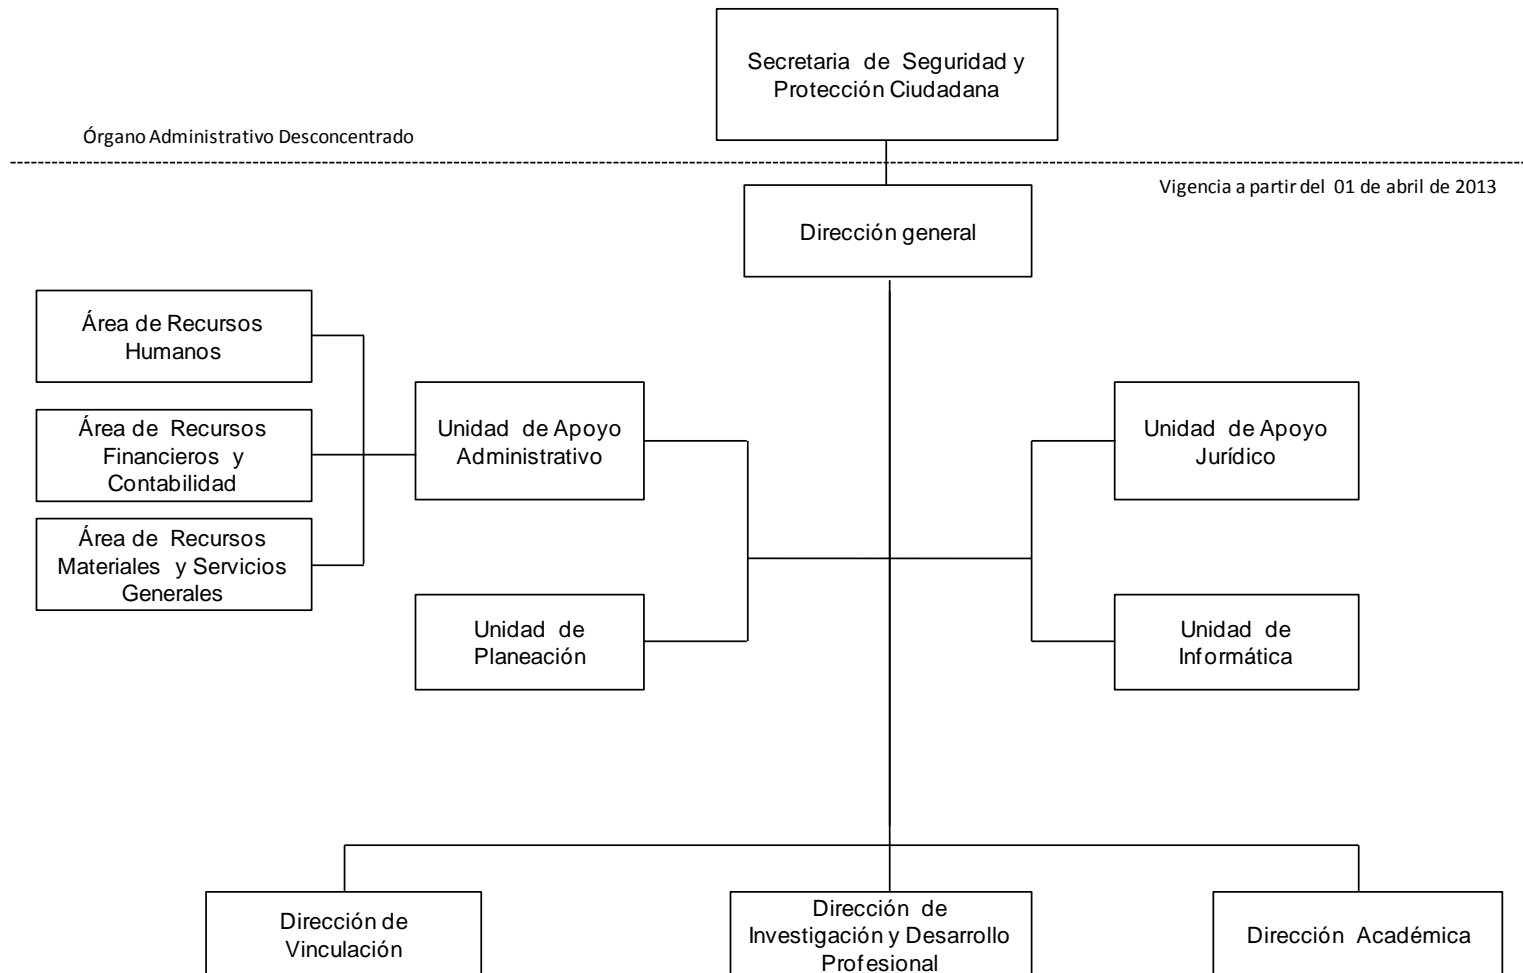 Secretaria de Seguridad y
Protección Ciudadana
Órgano Administrativo Desconcentrado
Vigencia a partir del 01 de abril de 2013
Dirección general
Área de Recursos
Humanos
Área de Recursos
Financieros y
Contabilidad
Área de Recursos
Materiales y Servicios
Generales
Unidad de Apoyo
Administrativo
Unidad de
Planeación
Unidad de Apoyo
Jurídico
Unidad de
Informática
Dirección de
Vinculación
Dirección de
Investigación y Desarrollo
Profesional
Dirección Académica